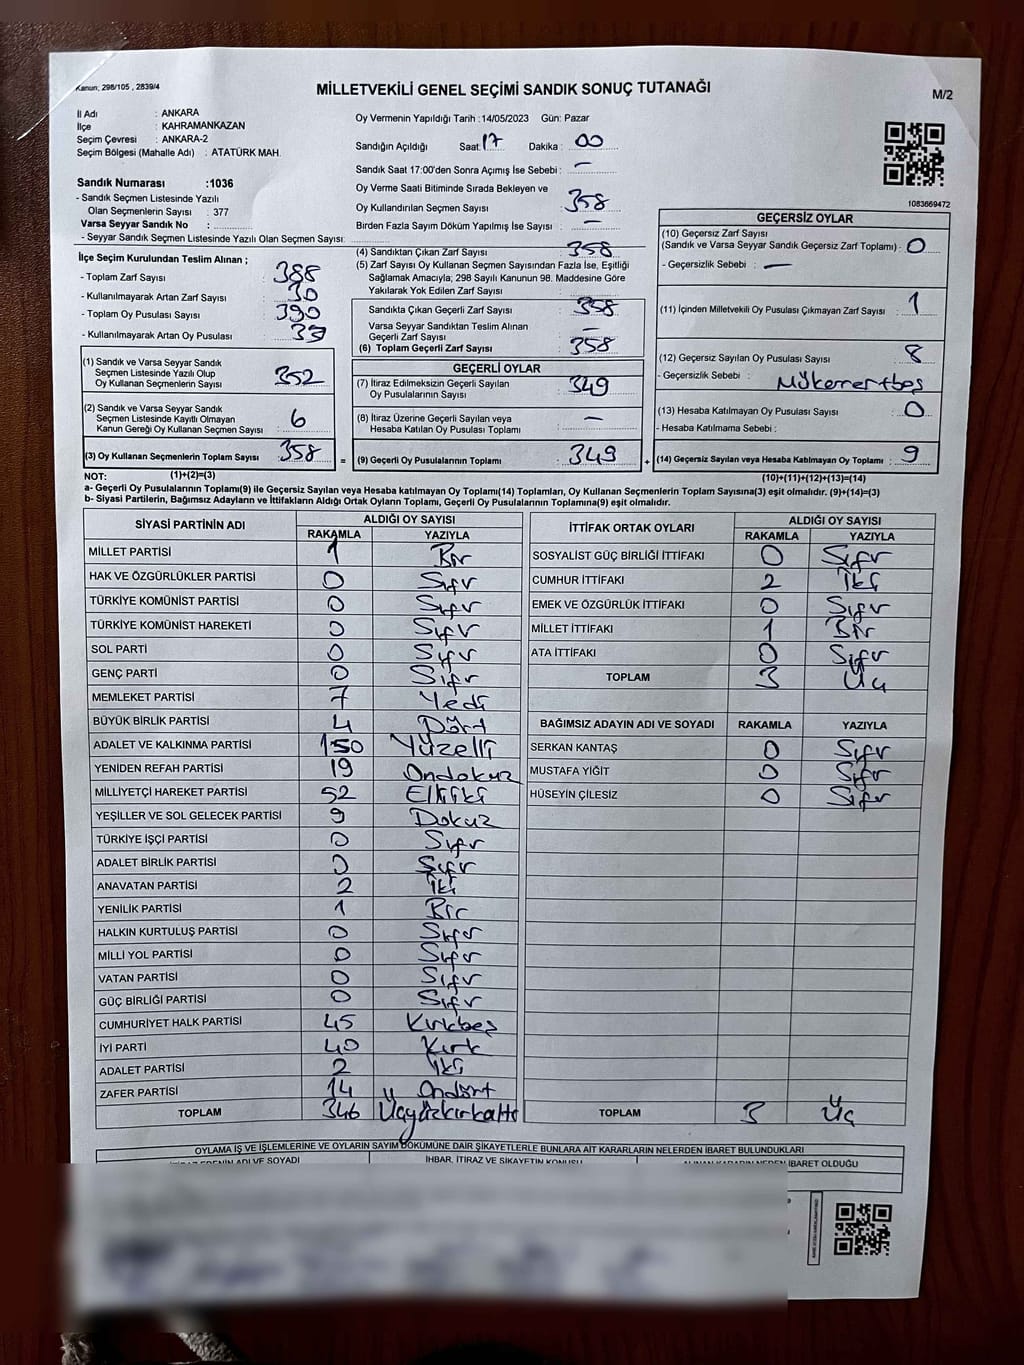 Kanun; 298/105 , 2839/4
MİLLETVEKİLİ GENEL SEÇİMİ SANDIK SONUÇ TUTANAĞI
M/2
İl Adı : ANKARA
İlçe : KAHRAMANKAZAN
Seçim Çevresi : ANKARA-2
Seçim Bölgesi (Mahalle Adı) : ATATÜRK MAH.
Sandık Numarası :1036
- Sandık Seçmen Listesinde Yazılı
Olan Seçmenlerin Sayısı : 377
Varsa Seyyar Sandık No :
- Seyyar Sandık Seçmen Listesinde Yazılı Olan Seçmen Sayısı:
Oy Vermenin Yapıldığı Tarih :14/05/2023 Gün: Pazar
Sandığın Açıldığı Saat: 17 Dakika : 00
Sandık Saat 17:00'den Sonra Açımış İse Sebebi : —
Oy Verme Saati Bitiminde Sırada Bekleyen ve
Oy Kullandırılan Seçmen Sayısı : 358
Birden Fazla Sayım Döküm Yapılmış İse Sayısı : —
1083669472
İlçe Seçim Kurulundan Teslim Alınan ;
- Toplam Zarf Sayısı : 388
- Kullanılmayarak Artan Zarf Sayısı : 30
- Toplam Oy Pusulası Sayısı : 390
- Kullanılmayarak Artan Oy Pusulası : 39
(1) Sandık ve Varsa Seyyar Sandık
Seçmen Listesinde Yazılı Olup
Oy Kullanan Seçmenlerin Sayısı : 352
(2) Sandık ve Varsa Seyyar Sandık
Seçmen Listesinde Kayıtlı Olmayan
Kanun Gereği Oy Kullanan Seçmen Sayısı : 6
(3) Oy Kullanan Seçmenlerin Toplam Sayısı : 358
(4) Sandıktan Çıkan Zarf Sayısı : 358
(5) Zarf Sayısı Oy Kullanan Seçmen Sayısından Fazla İse, Eşitliği
Sağlamak Amacıyla; 298 Sayılı Kanunun 98. Maddesine Göre
Yakılarak Yok Edilen Zarf Sayısı :
Sandıkta Çıkan Geçerli Zarf Sayısı : 358
Varsa Seyyar Sandıktan Teslim Alınan
Geçerli Zarf Sayısı : —
(6) Toplam Geçerli Zarf Sayısı : 358
GEÇERLİ OYLAR
(7) İtiraz Edilmeksizin Geçerli Sayılan
Oy Pusulalarının Sayısı : 349
(8) İtiraz Üzerine Geçerli Sayılan veya
Hesaba Katılan Oy Pusulası Toplamı : —
= (9) Geçerli Oy Pusulalarının Toplamı : 349
GEÇERSİZ OYLAR
(10) Geçersiz Zarf Sayısı
(Sandık ve Varsa Seyyar Sandık Geçersiz Zarf Toplamı) : 0
- Geçersizlik Sebebi : —
(11) İçinden Milletvekili Oy Pusulası Çıkmayan Zarf Sayısı : 1
(12) Geçersiz Sayılan Oy Pusulası Sayısı : 8
- Geçersizlik Sebebi :
(13) Hesaba Katılmayan Oy Pusulası Sayısı : 0
- Hesaba Katılmama Sebebi :
+ (14) Geçersiz Sayılan veya Hesaba Katılmayan Oy Toplamı : 9
NOT: (1)+(2)=(3) (10)+(11)+(12)+(13)=(14)
a- Geçerli Oy Pusulalarının Toplamı(9) ile Geçersiz Sayılan veya Hesaba katılmayan Oy Toplamı(14) Toplamları, Oy Kullanan Seçmenlerin Toplam Sayısına(3) eşit olmalıdır. (9)+(14)=(3)
b- Siyasi Partilerin, Bağımsız Adayların ve İttifakların Aldığı Ortak Oyların Toplamı, Geçerli Oy Pusulalarının Toplamına(9) eşit olmalıdır.
SİYASİ PARTİNİN ADI ALDIĞI OY SAYISI
RAKAMLA YAZIYLA
MİLLET PARTİSİ 1 Bir
HAK VE ÖZGÜRLÜKLER PARTİSİ 0 Sıfır
TÜRKİYE KOMÜNİST PARTİSİ 0 Sıfır
TÜRKİYE KOMÜNİST HAREKETİ 0 Sıfır
SOL PARTİ 0 Sıfır
GENÇ PARTİ 0 Sıfır
MEMLEKET PARTİSİ 7 Yedi
BÜYÜK BİRLİK PARTİSİ 4 Dört
ADALET VE KALKINMA PARTİSİ 150 Yüzelli
YENİDEN REFAH PARTİSİ 19 Ondokuz
MİLLİYETÇİ HAREKET PARTİSİ 52 Elliiki
YEŞİLLER VE SOL GELECEK PARTİSİ 9 Dokuz
TÜRKİYE İŞÇİ PARTİSİ 0 Sıfır
ADALET BİRLİK PARTİSİ 0 Sıfır
ANAVATAN PARTİSİ 2 İki
YENİLİK PARTİSİ 1 Bir
HALKIN KURTULUŞ PARTİSİ 0 Sıfır
MİLLİ YOL PARTİSİ 0 Sıfır
VATAN PARTİSİ 0 Sıfır
GÜÇ BİRLİĞİ PARTİSİ 0 Sıfır
CUMHURİYET HALK PARTİSİ 45 Kırkbeş
İYİ PARTİ 40 Kırk
ADALET PARTİSİ 2 İki
ZAFER PARTİSİ 14 Ondört
TOPLAM 346 Üçyüzkırkaltı
İTTİFAK ORTAK OYLARI ALDIĞI OY SAYISI
RAKAMLA YAZIYLA
SOSYALİST GÜÇ BİRLİĞİ İTTİFAKI 0 Sıfır
CUMHUR İTTİFAKI 2 İki
EMEK VE ÖZGÜRLÜK İTTİFAKI 0 Sıfır
MİLLET İTTİFAKI 1 Bir
ATA İTTİFAKI 0 Sıfır
TOPLAM 3 Üç
BAĞIMSIZ ADAYIN ADI VE SOYADI RAKAMLA YAZIYLA
SERKAN KANTAŞ 0 Sıfır
MUSTAFA YİĞİT 0 Sıfır
HÜSEYİN ÇİLESİZ 0 Sıfır
TOPLAM 3 Üç
OYLAMA İŞ VE İŞLEMLERİNE VE OYLARIN SAYIM DÖKÜMÜNE DAİR ŞİKAYETLERLE BUNLARA AİT KARARLARIN NELERDEN İBARET BULUNDUKLARI
ADI VE SOYADI İHBAR, İTİRAZ VE ŞİKAYETİN KONUSU ALINAN KARARIN NEDEN İBARET OLDUĞU